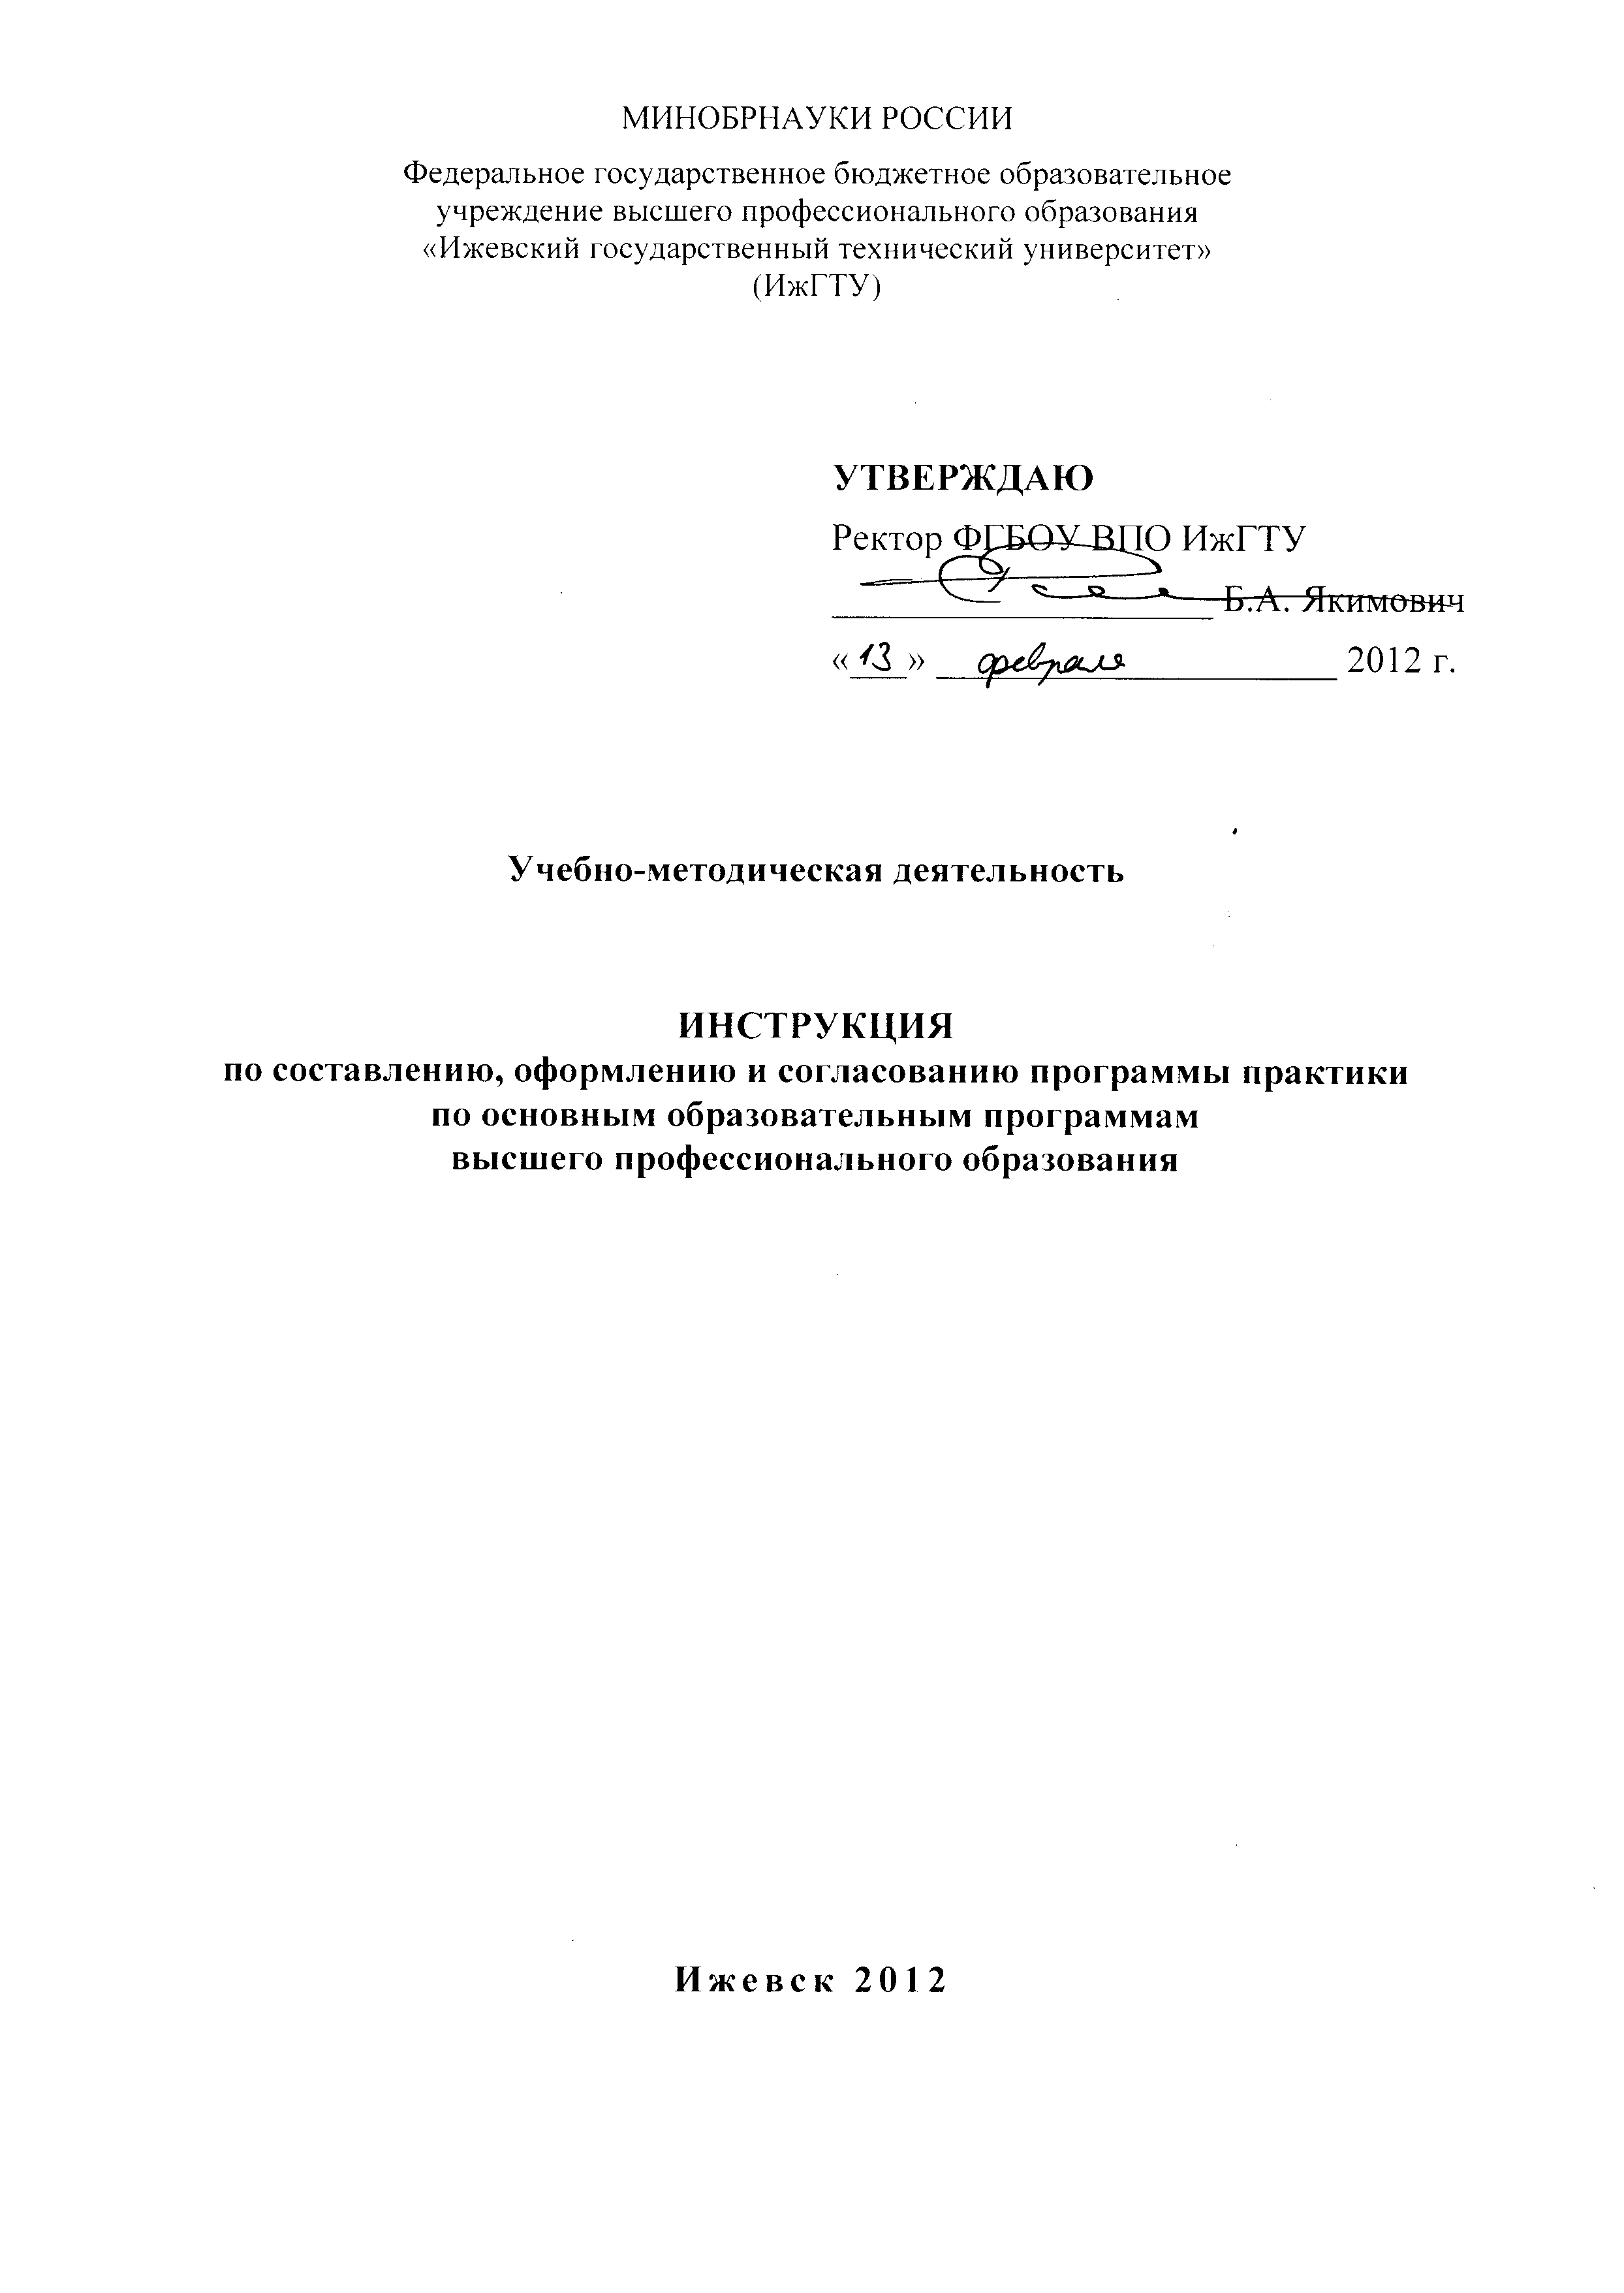 МИНОБРНАУКИ РОССИИ
Федеральное государственное бюджетное образовательное
учреждение высшего профессионального образования
«Ижевский государственный технический университет»
(ИжГТУ)
УТВЕРЖДАЮ
Ректор ФГБОУ ВПО ИжГТУ
Б.А. Якимович
«13» февраля 2012 г.
Учебно-методическая деятельность
ИНСТРУКЦИЯ
по составлению, оформлению и согласованию программы практики
по основным образовательным программам
высшего профессионального образования
Ижевск 2012